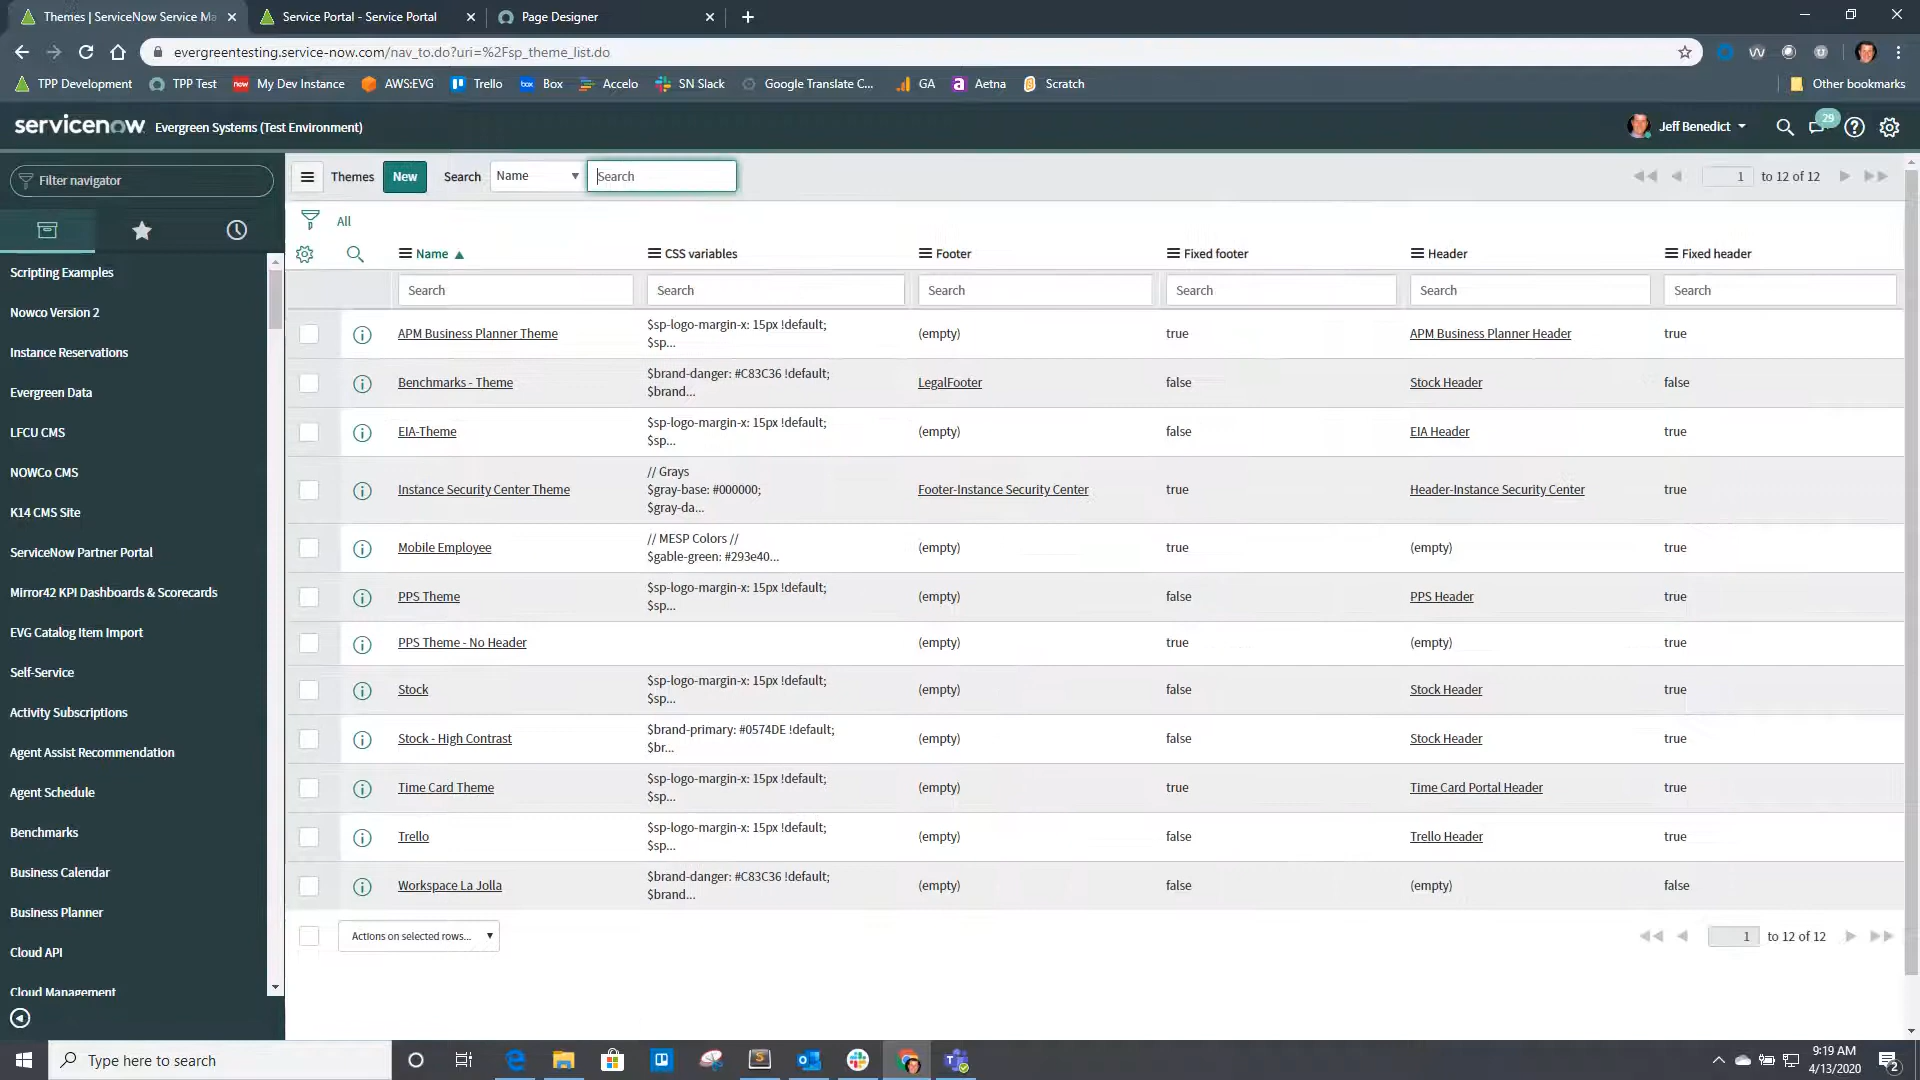 Themes | ServiceNow Service Ma
Service Portal - Service Portal
Page Designer
evergreentesting.service-now.com/nav_to.do?uri=%2Fsp_theme_list.do
TPP Development
TPP Test
now My Dev Instance
AWS:EVG
Trello
box Box
Accelo
SN Slack
Google Translate C...
GA
a Aetna
Scratch
Other bookmarks
servicenow Evergreen Systems (Test Environment)
Jeff Benedict
29
Filter navigator
Scripting Examples
Nowco Version 2
Instance Reservations
Evergreen Data
LFCU CMS
NOWCo CMS
K14 CMS Site
ServiceNow Partner Portal
Mirror42 KPI Dashboards & Scorecards
EVG Catalog Item Import
Self-Service
Activity Subscriptions
Agent Assist Recommendation
Agent Schedule
Benchmarks
Business Calendar
Business Planner
Cloud API
Cloud Management
Themes New Search Name Search
1 to 12 of 12
All
Name CSS variables Footer Fixed footer Header Fixed header
Search Search Search Search Search Search
APM Business Planner Theme $sp-logo-margin-x: 15px !default; (empty) true APM Business Planner Header true
$sp...
Benchmarks - Theme $brand-danger: #C83C36 !default; LegalFooter false Stock Header false
$brand...
EIA-Theme $sp-logo-margin-x: 15px !default; (empty) false EIA Header true
$sp...
// Grays
Instance Security Center Theme $gray-base: #000000; Footer-Instance Security Center true Header-Instance Security Center true
$gray-da...
Mobile Employee // MESP Colors // (empty) true (empty) true
$gable-green: #293e40...
PPS Theme $sp-logo-margin-x: 15px !default; (empty) false PPS Header true
$sp...
PPS Theme - No Header (empty) true (empty) true
Stock $sp-logo-margin-x: 15px !default; (empty) false Stock Header true
$sp...
Stock - High Contrast $brand-primary: #0574DE !default; (empty) false Stock Header true
$br...
Time Card Theme $sp-logo-margin-x: 15px !default; (empty) true Time Card Portal Header true
$sp...
Trello $sp-logo-margin-x: 15px !default; (empty) false Trello Header true
$sp...
Workspace La Jolla $brand-danger: #C83C36 !default; (empty) false (empty) false
$brand...
Actions on selected rows...
1 to 12 of 12
Type here to search
9:19 AM
4/13/2020
2